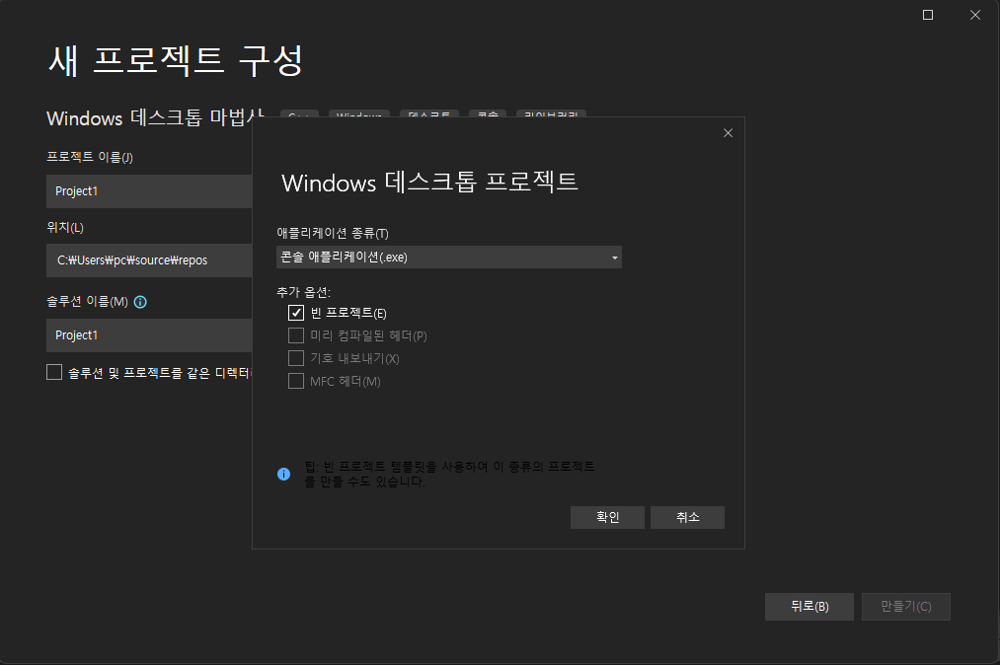 새 프로젝트 구성
Windows 데스크톱 마법사 C++ Windows 데스크톱 콘솔 라이브러리
프로젝트 이름(J)
Project1
위치(L)
C:₩Users₩pc₩source₩repos
솔루션 이름(M)
Project1
솔루션 및 프로젝트를 같은 디렉터리
Windows 데스크톱 프로젝트
애플리케이션 종류(T)
콘솔 애플리케이션(.exe)
추가 옵션:
빈 프로젝트(E)
미리 컴파일된 헤더(P)
기호 내보내기(X)
MFC 헤더(M)
팁: 빈 프로젝트 템플릿을 사용하여 이 종류의 프로젝트
를 만들 수도 있습니다.
확인 취소
뒤로(B) 만들기(C)